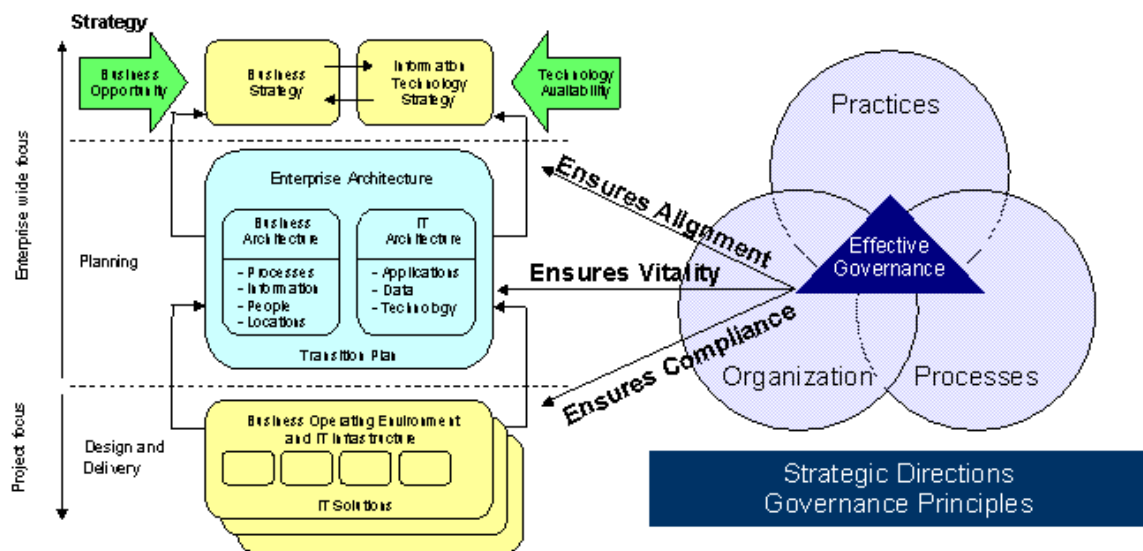 Strategy
Business
Opportunity
Business
Strategy
Information
Technology
Strategy
Technology
Availability
Enterprise wide focus
Planning
Enterprise Architecture
Business
Architecture
- Processes
- Information
- People
- Locations
IT
Architecture
- Applications
- Data
- Technology
Transition Plan
Project focus
Design and
Delivery
Business Operating Environment
and IT Infastructure
IT Solutions
Ensures Alignment
Ensures Vitality
Ensures Compliance
Practices
Effective
Governance
Organization
Processes
Strategic Directions
Governance Principles